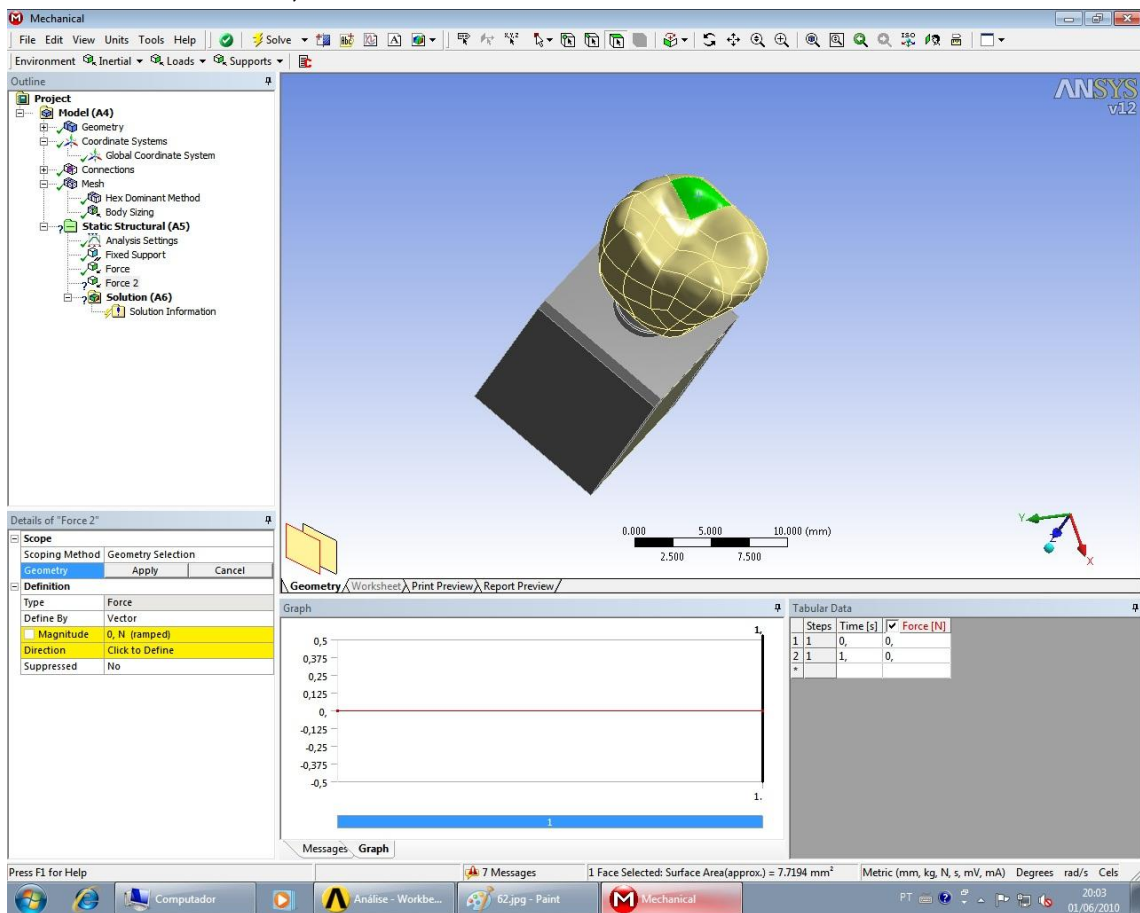 Mechanical
File Edit View Units Tools Help Solve
Environment Inertial Loads Supports
Outline
Project
Model (A4)
Geometry
Coordinate Systems
Global Coordinate System
Connections
Mesh
Hex Dominant Method
Body Sizing
Static Structural (A5)
Analysis Settings
Fixed Support
Force
Force 2
Solution (A6)
Solution Information
ANSYS
v12
0.000 5.000 10.000 (mm)
2.500 7.500
Y
Z
X
Details of "Force 2"
Scope
Scoping Method Geometry Selection
Geometry Apply Cancel
Definition
Type Force
Define By Vector
Magnitude 0, N (ramped)
Direction Click to Define
Suppressed No
Geometry Worksheet Print Preview Report Preview
Graph
1,
0,5
0,375
0,25
0,125
0,
-0,125
-0,25
-0,375
-0,5
1.
1
Messages Graph
Tabular Data
Steps Time [s] Force [N]
1 1 0, 0,
2 1 1, 0,
*
Press F1 for Help 7 Messages 1 Face Selected: Surface Area(approx.) = 7.7194 mm² Metric (mm, kg, N, s, mV, mA) Degrees rad/s Cels
Computador Análise - Workbe... 62.jpg - Paint Mechanical PT 20:03
01/06/2010